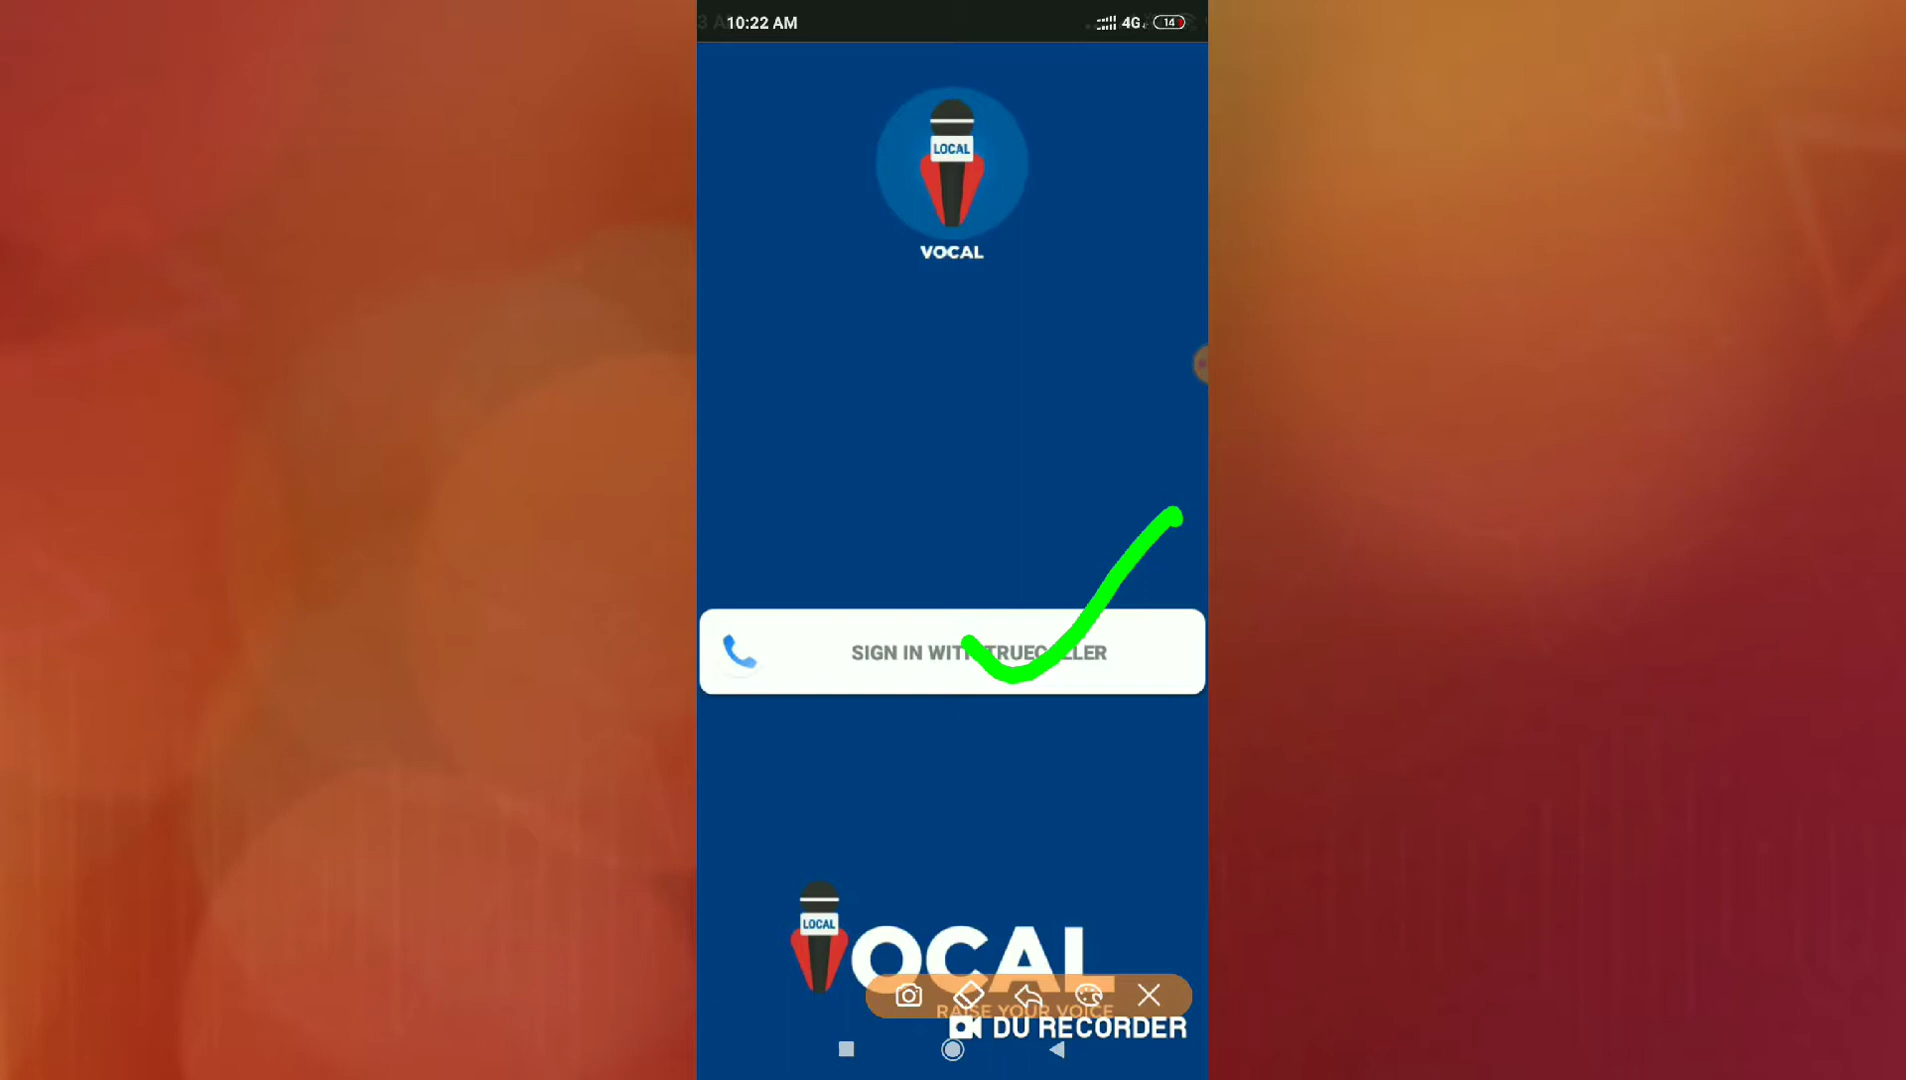 10:22 AM
4G
14
LOCAL
VOCAL
SIGN IN WITH TRUECALLER
LOCAL
OCAL
RAISE YOUR VOICE
DU RECORDER